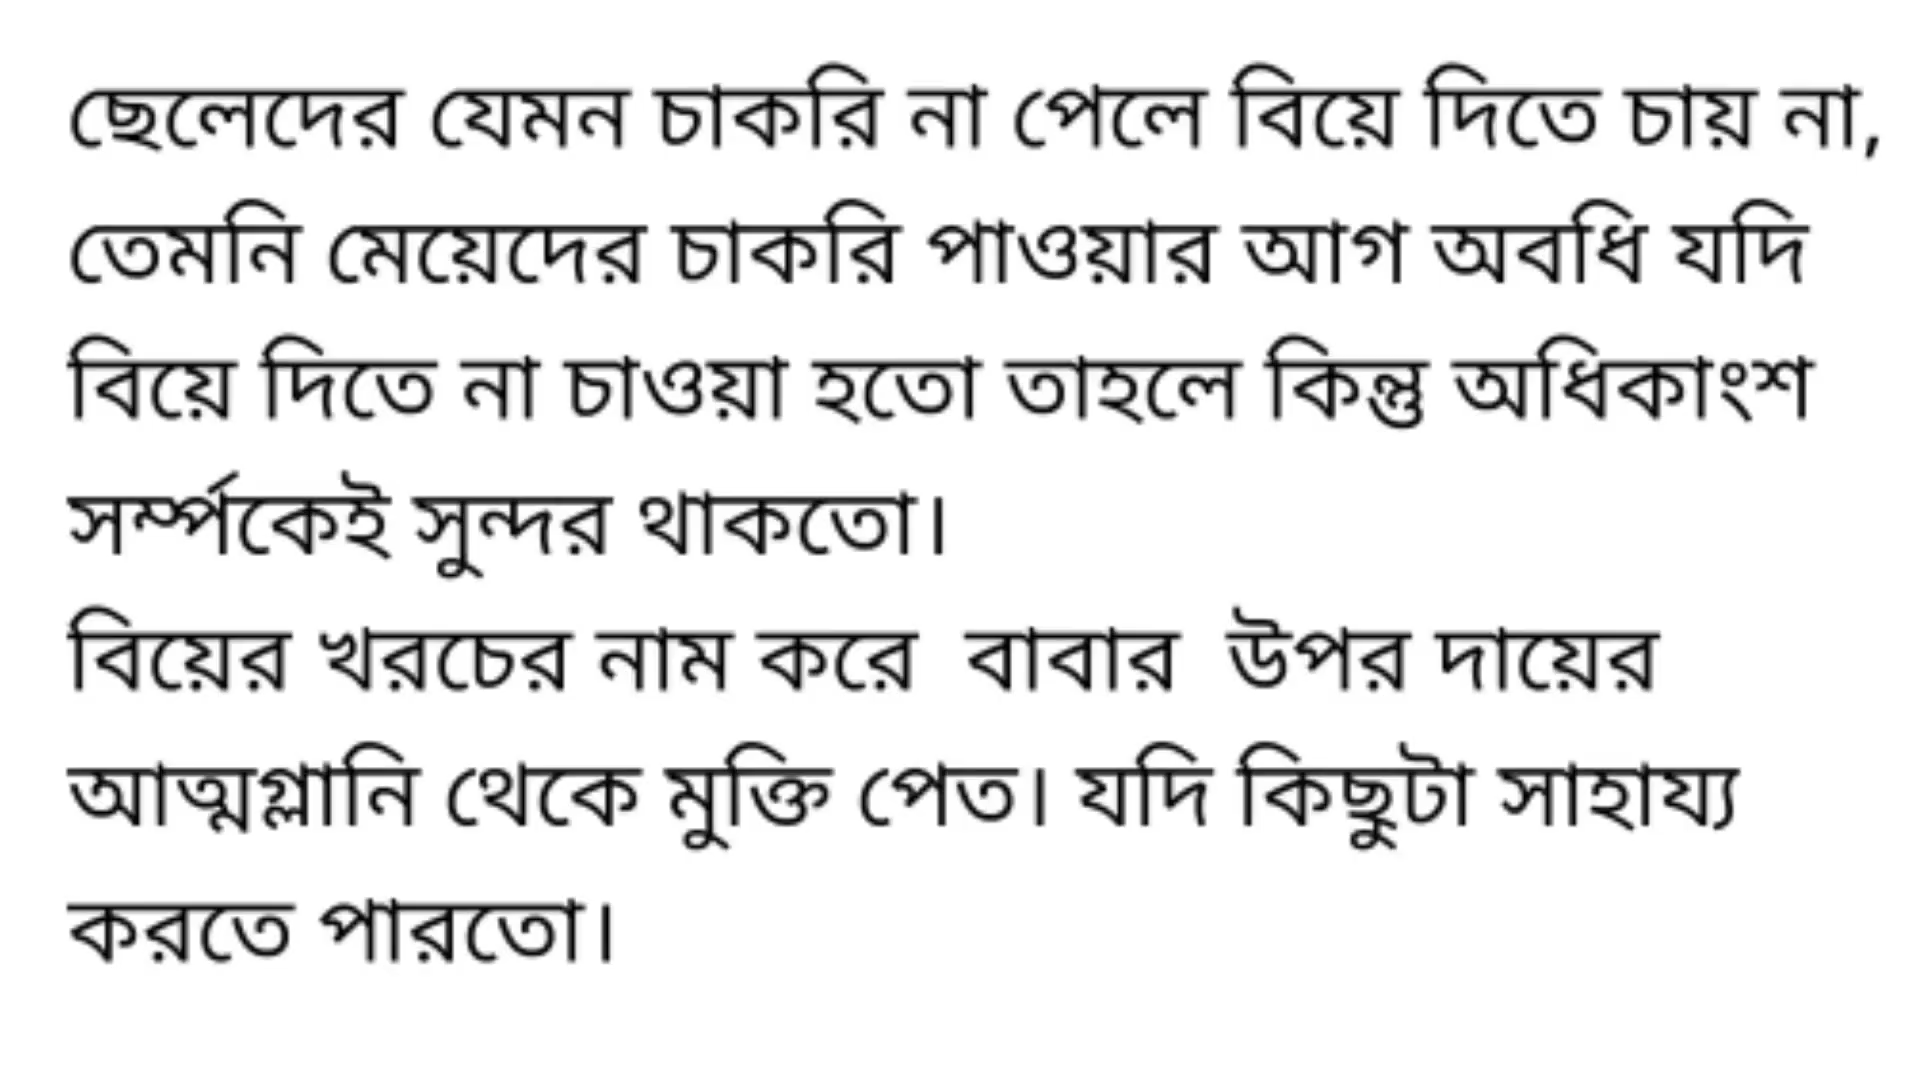 ছেলেদের যেমন চাকরি না পেলে বিয়ে দিতে চায় না,
তেমনি মেয়েদের চাকরি পাওয়ার আগ অবধি যদি
বিয়ে দিতে না চাওয়া হতো তাহলে কিন্তু অধিকাংশ
সর্ম্পকেই সুন্দর থাকতো।
বিয়ের খরচের নাম করে  বাবার  উপর দায়ের
আত্মগ্লানি থেকে মুক্তি পেত। যদি কিছুটা সাহায্য
করতে পারতো।